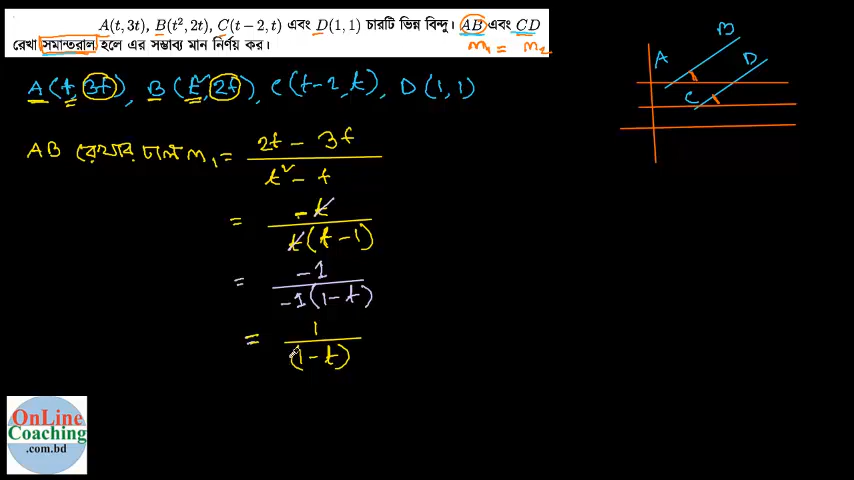 A(t, 3t), B(t², 2t), C(t − 2, t) এবং D(1, 1) চারটি ভিন্ন বিন্দু। AB এবং CD
রেখা সমান্তরাল হলে এর সম্ভাব্য মান নির্ণয় কর।
m₁ = m₂
A (t, 3t), B (t², 2t), C (t-2, t), D (1, 1)
AB রেখার ঢাল m₁ = (2t - 3t) / (t² - t)
= -t / t(t-1)
= -1 / -1(1-t)
= 1 / (1-t)
A B
C D
OnLine
Coaching
.com.bd